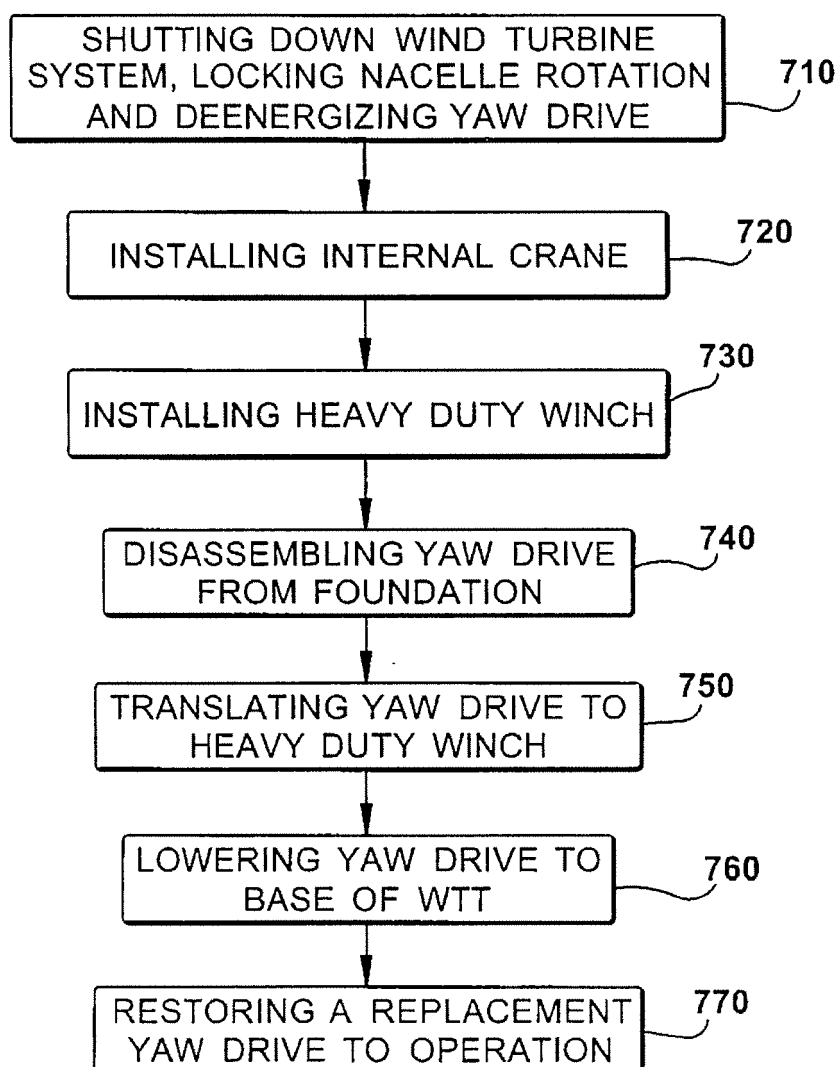 SHUTTING DOWN WIND TURBINE
SYSTEM, LOCKING NACELLE ROTATION
AND DEENERGIZING YAW DRIVE
710
INSTALLING INTERNAL CRANE
720
INSTALLING HEAVY DUTY WINCH
730
DISASSEMBLING YAW DRIVE
FROM FOUNDATION
740
TRANSLATING YAW DRIVE TO
HEAVY DUTY WINCH
750
LOWERING YAW DRIVE TO
BASE OF WTT
760
RESTORING A REPLACEMENT
YAW DRIVE TO OPERATION
770